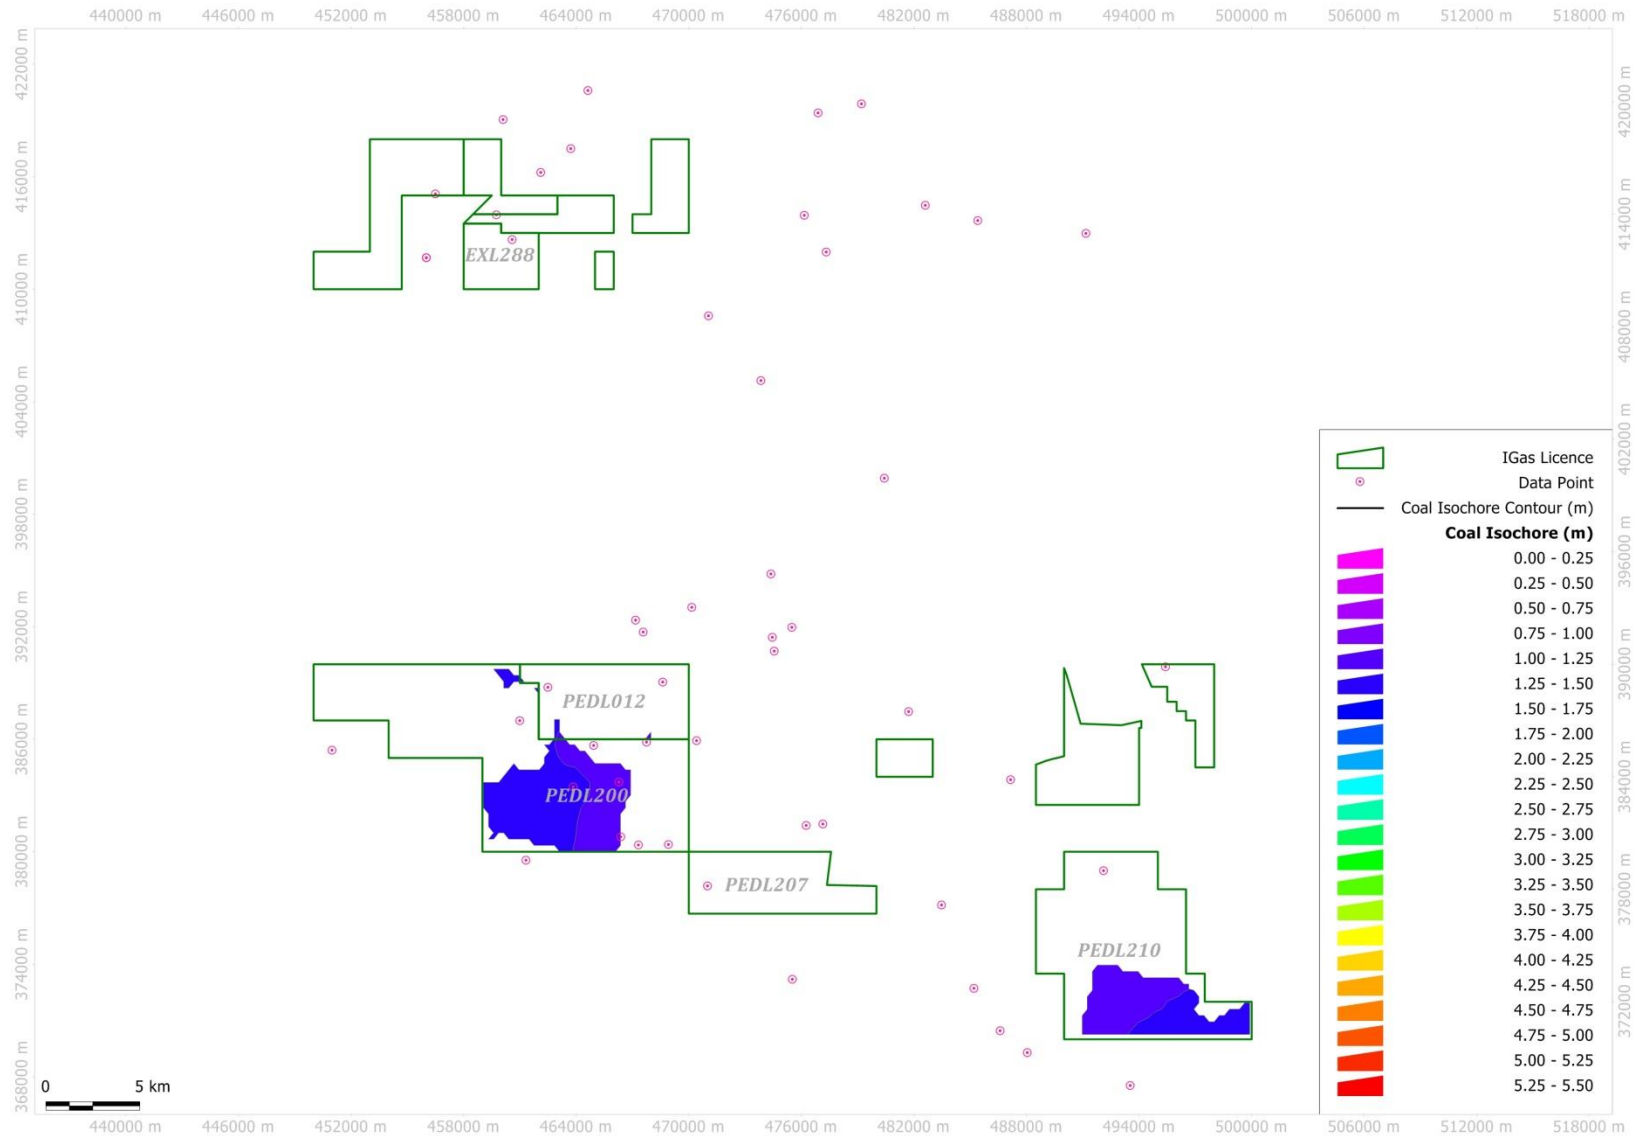 440000 m 446000 m 452000 m 458000 m 464000 m 470000 m 476000 m 482000 m 488000 m 494000 m 500000 m 506000 m 512000 m 518000 m
422000 m
416000 m
410000 m
404000 m
398000 m
392000 m
386000 m
380000 m
374000 m
368000 m
420000 m
414000 m
408000 m
402000 m
396000 m
390000 m
384000 m
378000 m
372000 m
EXL288
PEDL012
PEDL200
PEDL207
PEDL210
IGas Licence
Data Point
Coal Isochore Contour (m)
Coal Isochore (m)
0.00 - 0.25
0.25 - 0.50
0.50 - 0.75
0.75 - 1.00
1.00 - 1.25
1.25 - 1.50
1.50 - 1.75
1.75 - 2.00
2.00 - 2.25
2.25 - 2.50
2.50 - 2.75
2.75 - 3.00
3.00 - 3.25
3.25 - 3.50
3.50 - 3.75
3.75 - 4.00
4.00 - 4.25
4.25 - 4.50
4.50 - 4.75
4.75 - 5.00
5.00 - 5.25
5.25 - 5.50
0 5 km
440000 m 446000 m 452000 m 458000 m 464000 m 470000 m 476000 m 482000 m 488000 m 494000 m 500000 m 506000 m 512000 m 518000 m